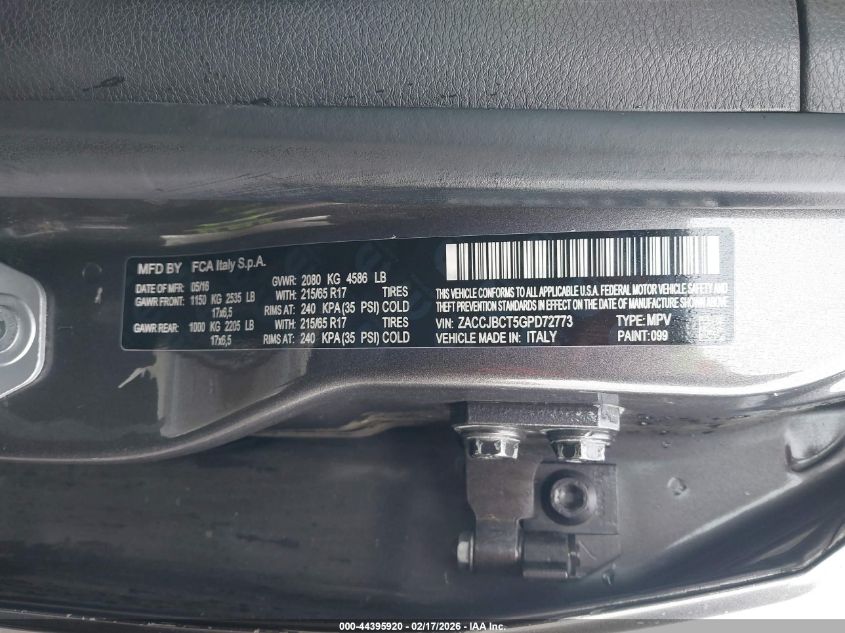 MFD BY FCA Italy S.p.A.
DATE OF MFR: 05/16 GVWR: 2080 KG 4586 LB
GAWR FRONT: 1150 KG 2535 LB WITH: 215/65 R17 TIRES
17x6,5 RIMS AT: 240 KPA (35 PSI) COLD
GAWR REAR: 1000 KG 2205 LB WITH: 215/65 R17 TIRES
17x6,5 RIMS AT: 240 KPA (35 PSI) COLD
THIS VEHICLE CONFORMS TO ALL APPLICABLE U.S.A. FEDERAL MOTOR VEHICLE SAFETY AND
THEFT PREVENTION STANDARDS IN EFFECT ON THE DATE OF MANUFACTURE SHOWN ABOVE.
VIN: ZACCJBCT5GPD72773 TYPE: MPV
VEHICLE MADE IN: ITALY PAINT: 099
000-44395920 - 02/17/2026 - IAA Inc.